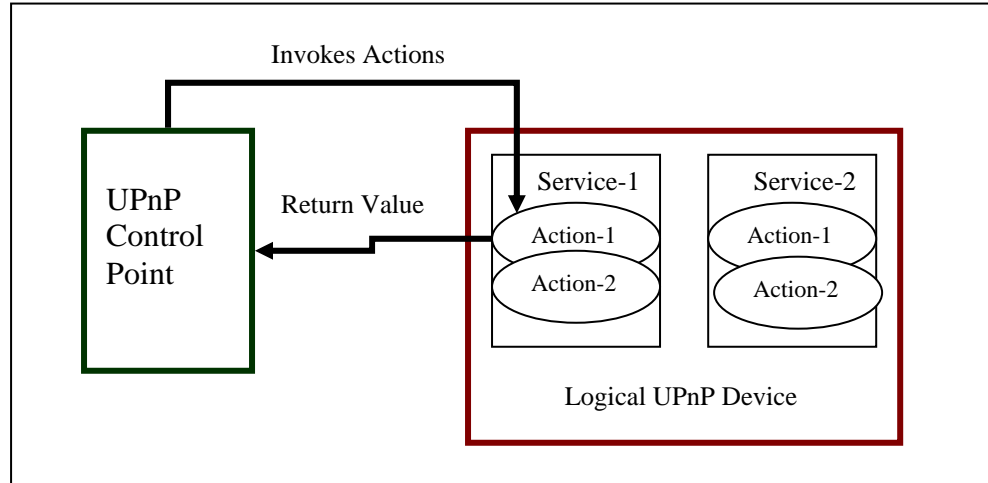 Invokes Actions
UPnP
Control
Point
Return Value
Service-1
Action-1
Action-2
Service-2
Action-1
Action-2
Logical UPnP Device